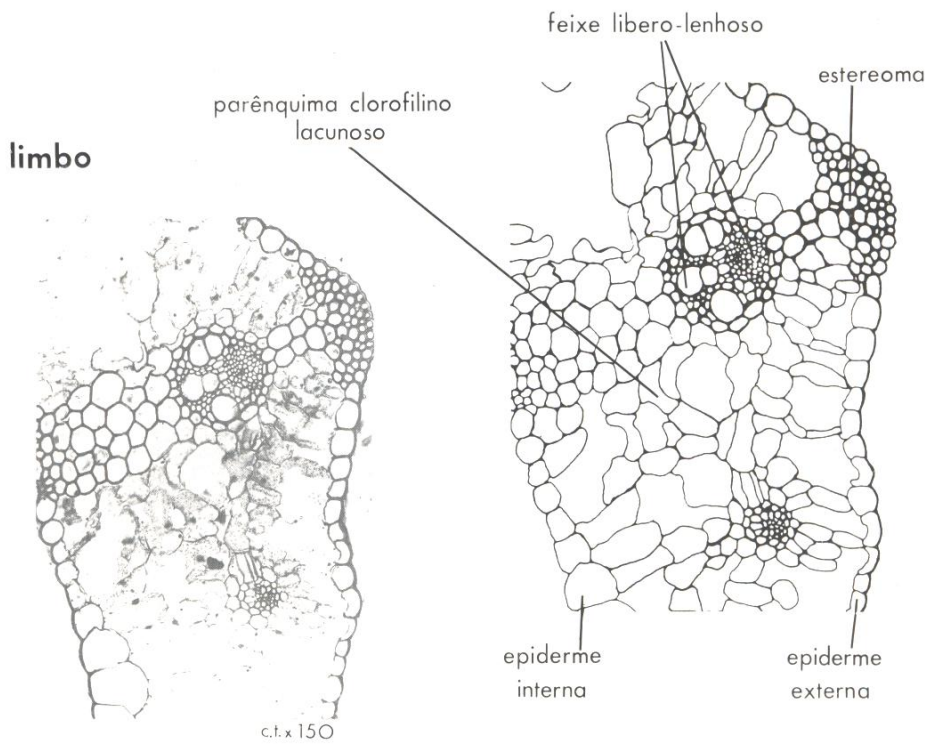 feixe libero-lenhoso
estereoma
parênquima clorofilino
lacunoso
limbo
epiderme
interna
epiderme
externa
c.t. x 150